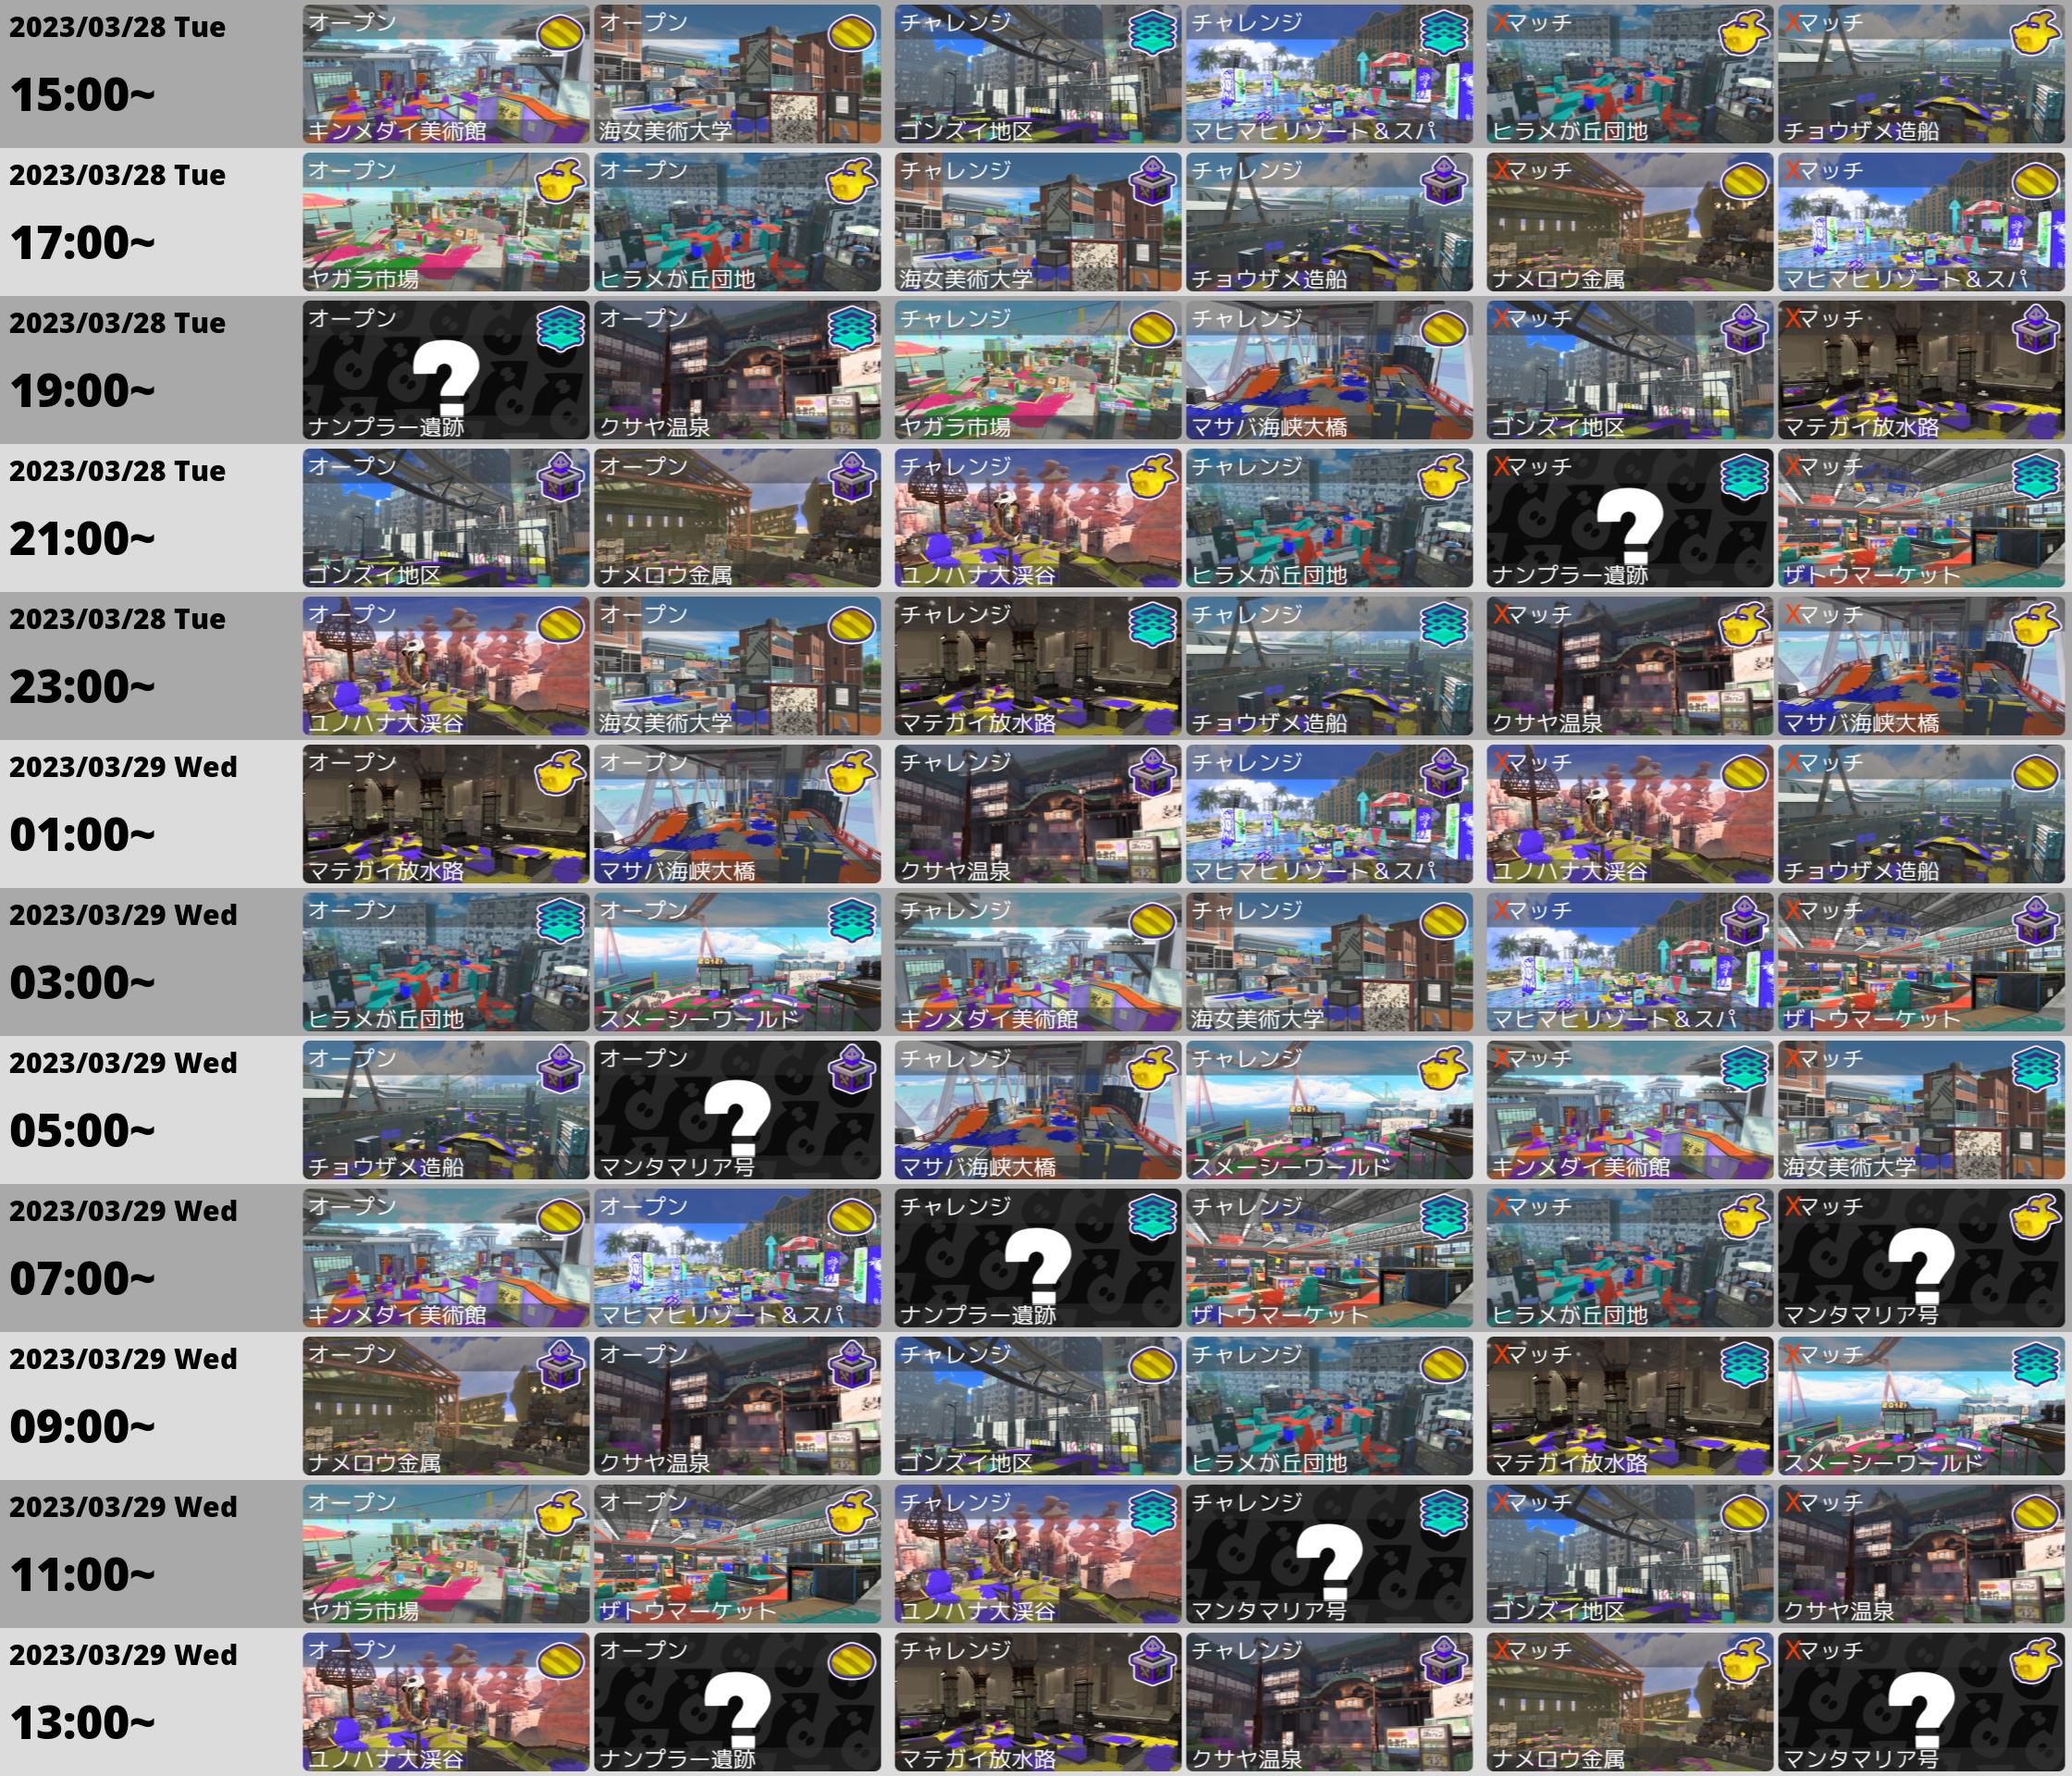 2023/03/28 Tue
15:00~
オープン オープン チャレンジ チャレンジ Xマッチ Xマッチ
キンメダイ美術館 海女美術大学 ゴンズイ地区 マヒマヒリゾート＆スパ ヒラメが丘団地 チョウザメ造船
2023/03/28 Tue
17:00~
オープン オープン チャレンジ チャレンジ Xマッチ Xマッチ
ヤガラ市場 ヒラメが丘団地 海女美術大学 チョウザメ造船 ナメロウ金属 マヒマヒリゾート＆スパ
2023/03/28 Tue
19:00~
オープン オープン チャレンジ チャレンジ Xマッチ Xマッチ
?
ナンプラー遺跡 クサヤ温泉 ヤガラ市場 マサバ海峡大橋 ゴンズイ地区 マテガイ放水路
2023/03/28 Tue
21:00~
オープン オープン チャレンジ チャレンジ Xマッチ Xマッチ
?
ゴンズイ地区 ナメロウ金属 ユノハナ大渓谷 ヒラメが丘団地 ナンプラー遺跡 ザトウマーケット
2023/03/28 Tue
23:00~
オープン オープン チャレンジ チャレンジ Xマッチ Xマッチ
ユノハナ大渓谷 海女美術大学 マテガイ放水路 チョウザメ造船 クサヤ温泉 マサバ海峡大橋
2023/03/29 Wed
01:00~
オープン オープン チャレンジ チャレンジ Xマッチ Xマッチ
マテガイ放水路 マサバ海峡大橋 クサヤ温泉 マヒマヒリゾート＆スパ ユノハナ大渓谷 チョウザメ造船
2023/03/29 Wed
03:00~
オープン オープン チャレンジ チャレンジ Xマッチ Xマッチ
ヒラメが丘団地 スメーシーワールド キンメダイ美術館 海女美術大学 マヒマヒリゾート＆スパ ザトウマーケット
2023/03/29 Wed
05:00~
オープン オープン チャレンジ チャレンジ Xマッチ Xマッチ
?
チョウザメ造船 マンタマリア号 マサバ海峡大橋 スメーシーワールド キンメダイ美術館 海女美術大学
2023/03/29 Wed
07:00~
オープン オープン チャレンジ チャレンジ Xマッチ Xマッチ
? ?
キンメダイ美術館 マヒマヒリゾート＆スパ ナンプラー遺跡 ザトウマーケット ヒラメが丘団地 マンタマリア号
2023/03/29 Wed
09:00~
オープン オープン チャレンジ チャレンジ Xマッチ Xマッチ
ナメロウ金属 クサヤ温泉 ゴンズイ地区 ヒラメが丘団地 マテガイ放水路 スメーシーワールド
2023/03/29 Wed
11:00~
オープン オープン チャレンジ チャレンジ Xマッチ Xマッチ
?
ヤガラ市場 ザトウマーケット ユノハナ大渓谷 マンタマリア号 ゴンズイ地区 クサヤ温泉
2023/03/29 Wed
13:00~
オープン オープン チャレンジ チャレンジ Xマッチ Xマッチ
? ?
ユノハナ大渓谷 ナンプラー遺跡 マテガイ放水路 クサヤ温泉 ナメロウ金属 マンタマリア号